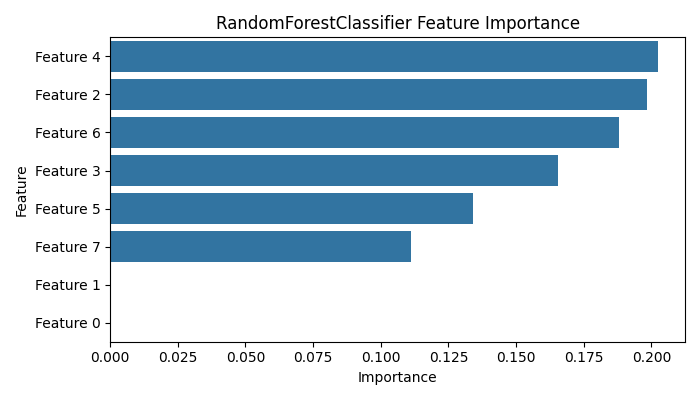 RandomForestClassifier Feature Importance
Feature 4
Feature 2
Feature 6
Feature 3
Feature 5
Feature 7
Feature 1
Feature 0
Feature
0.000 0.025 0.050 0.075 0.100 0.125 0.150 0.175 0.200
Importance